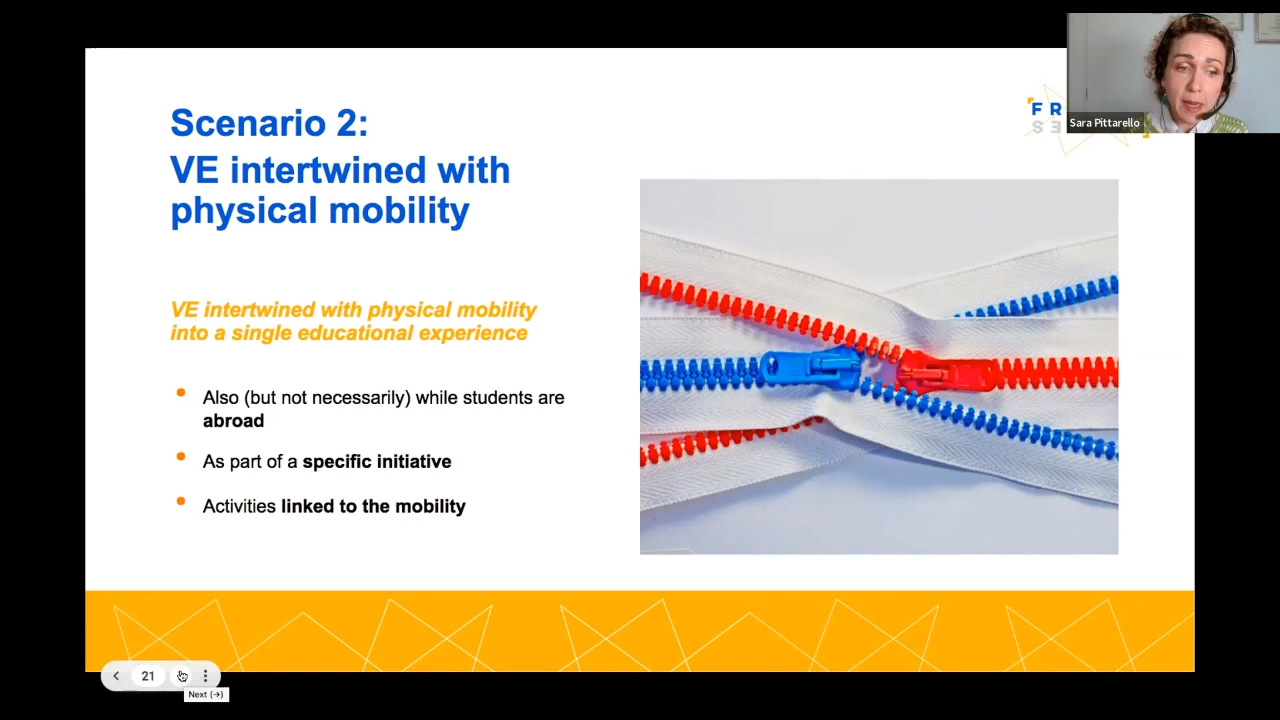 Scenario 2:
VE intertwined with
physical mobility
FR
Sara Pittarello
VE intertwined with physical mobility
into a single educational experience
Also (but not necessarily) while students are
abroad
As part of a specific initiative
Activities linked to the mobility
21
Next (→)